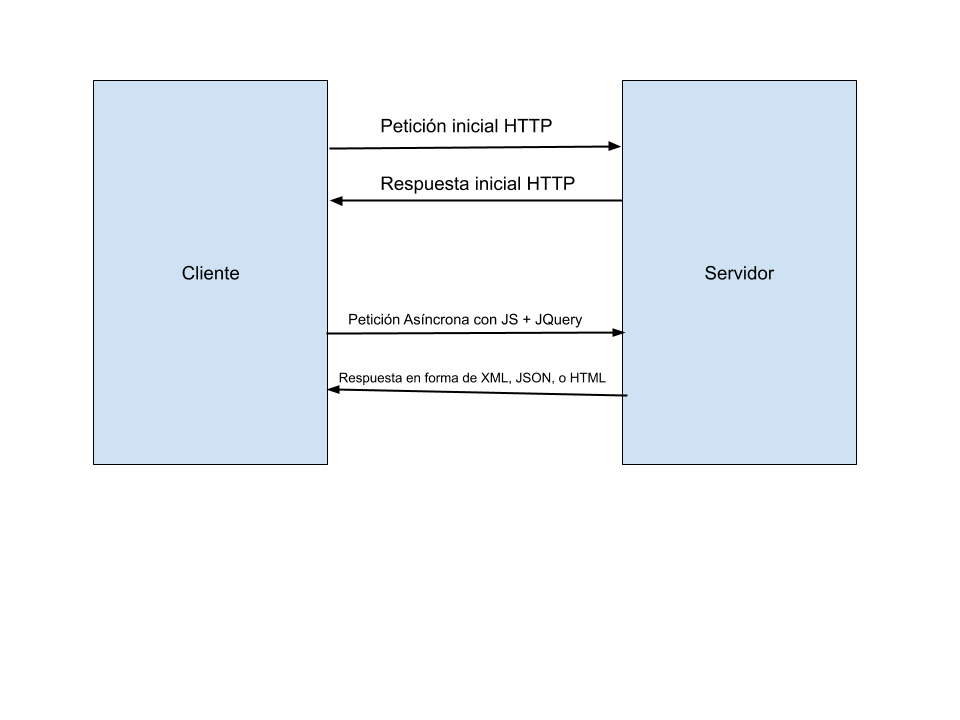 Petición inicial HTTP
Respuesta inicial HTTP
Cliente
Servidor
Petición Asíncrona con JS + JQuery
Respuesta en forma de XML, JSON, o HTML